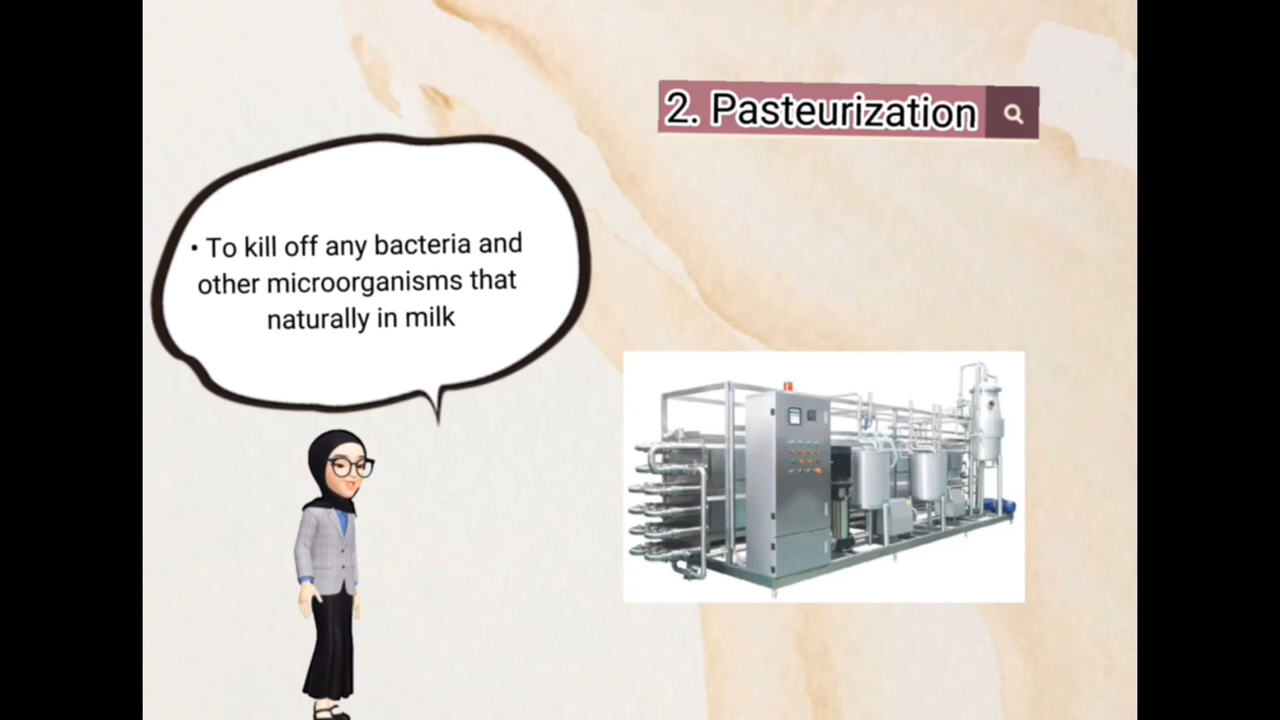 2. Pasteurization
• To kill off any bacteria and
other microorganisms that
naturally in milk